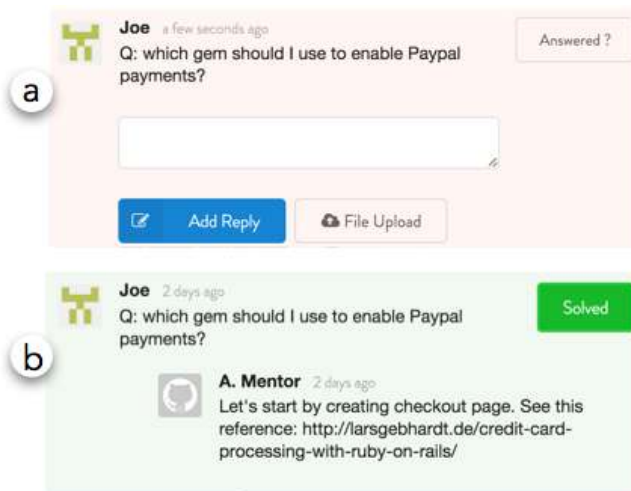 a
Joe a few seconds ago
Answered ?
Q: which gem should I use to enable Paypal
payments?
Add Reply
File Upload
b
Joe 2 days ago
Solved
Q: which gem should I use to enable Paypal
payments?
A. Mentor 2 days ago
Let's start by creating checkout page. See this
reference: http://larsgebhardt.de/credit-card-
processing-with-ruby-on-rails/